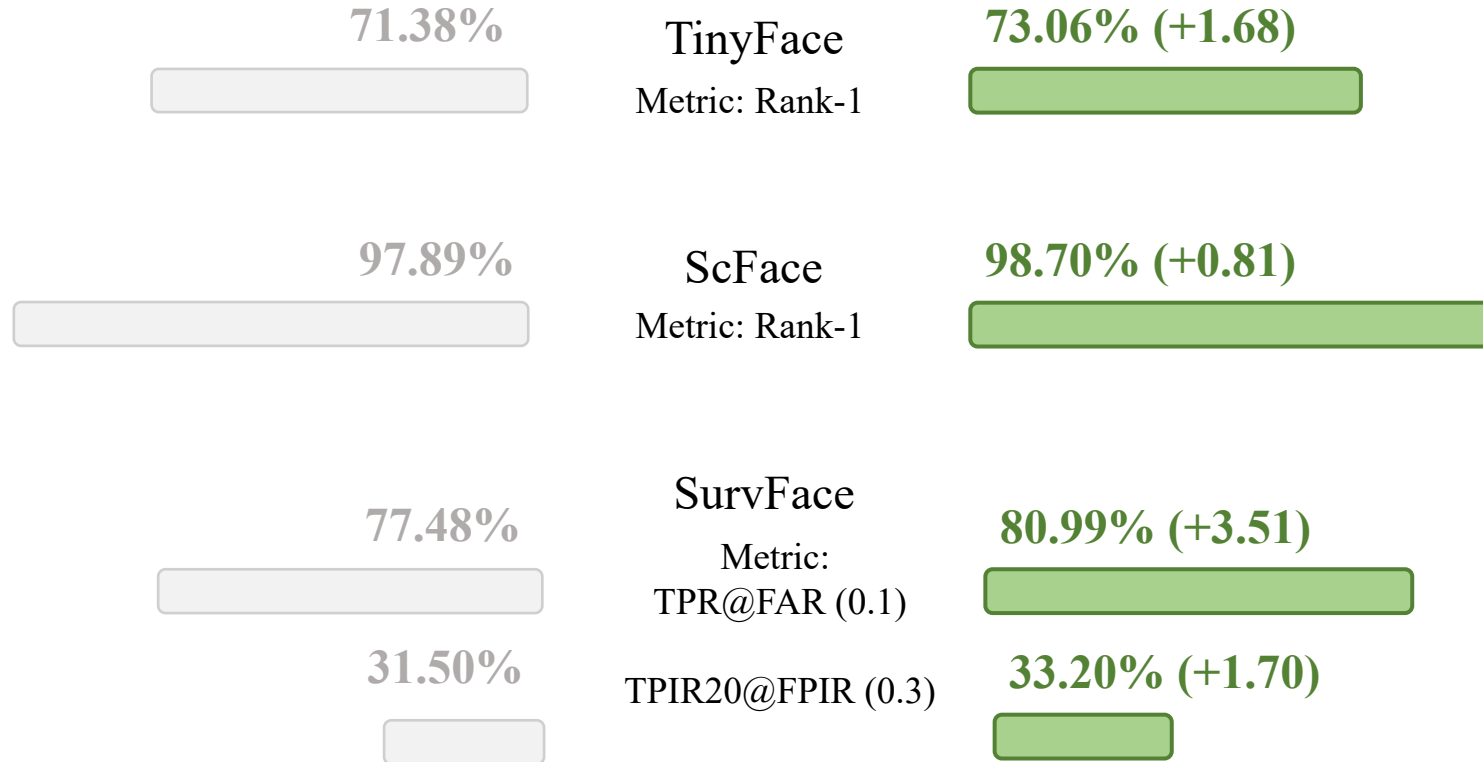 71.38%
TinyFace
73.06% (+1.68)
Metric: Rank-1
97.89%
ScFace
98.70% (+0.81)
Metric: Rank-1
SurvFace
77.48%
80.99% (+3.51)
Metric:
TPR@FAR (0.1)
31.50%
TPIR20@FPIR (0.3)
33.20% (+1.70)